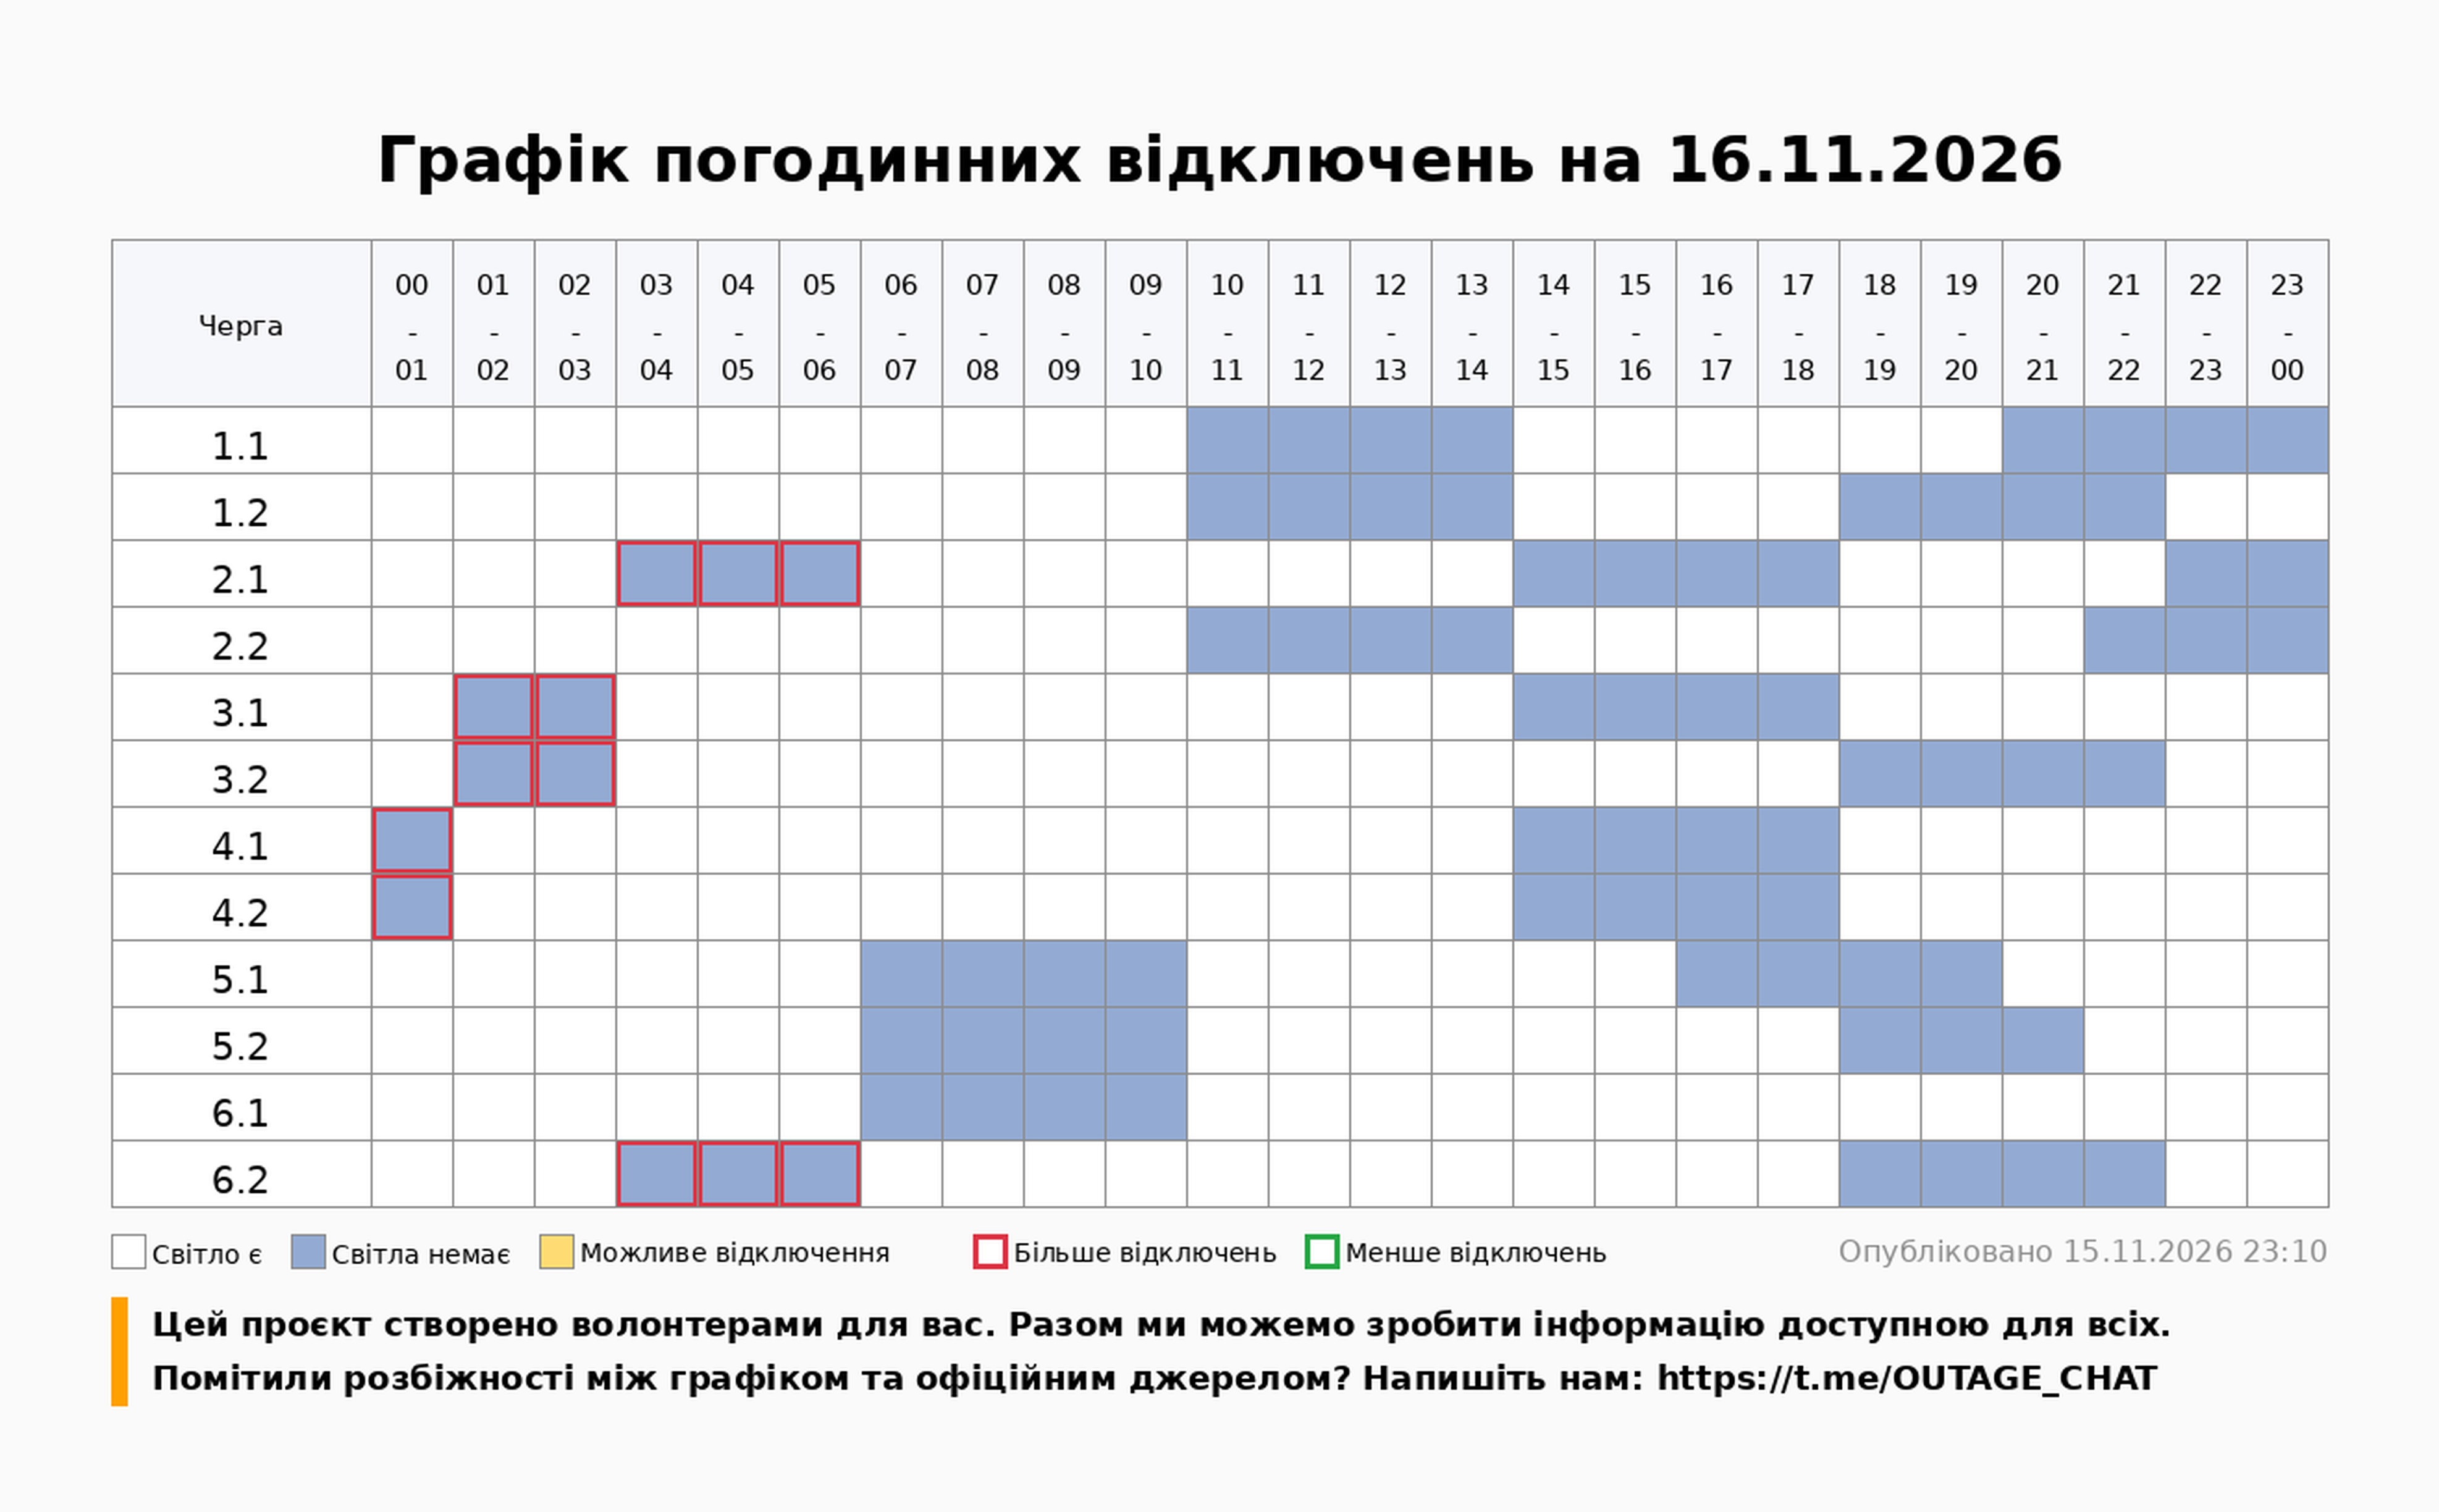 Графік погодинних відключень на 16.11.2026
Черга
00 - 01
01 - 02
02 - 03
03 - 04
04 - 05
05 - 06
06 - 07
07 - 08
08 - 09
09 - 10
10 - 11
11 - 12
12 - 13
13 - 14
14 - 15
15 - 16
16 - 17
17 - 18
18 - 19
19 - 20
20 - 21
21 - 22
22 - 23
23 - 00
1.1
1.2
2.1
2.2
3.1
3.2
4.1
4.2
5.1
5.2
6.1
6.2
Світло є Світла немає Можливе відключення Більше відключень Менше відключень Опубліковано 15.11.2026 23:10
Цей проєкт створено волонтерами для вас. Разом ми можемо зробити інформацію доступною для всіх.
Помітили розбіжності між графіком та офіційним джерелом? Напишіть нам: https://t.me/OUTAGE_CHAT